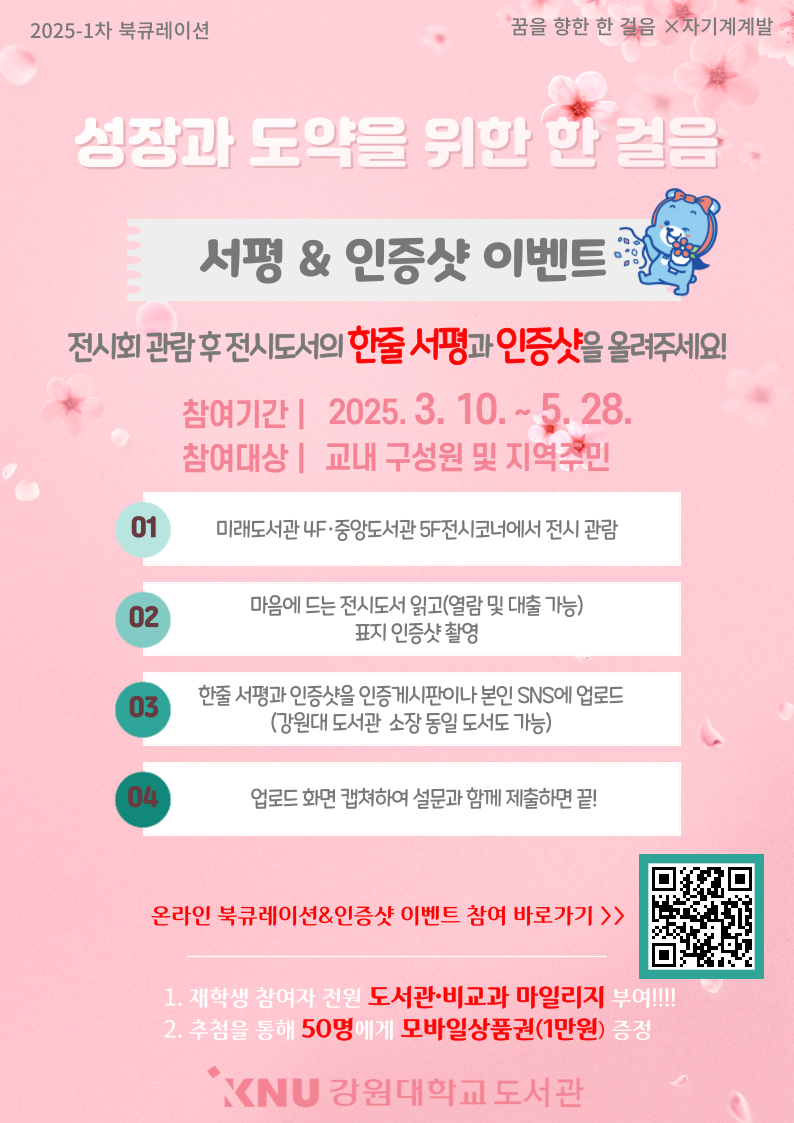 2025-1차 북큐레이션
꿈을 향한 한 걸음 ×자기계계발
성장과 도약을 위한 한 걸음
서평 & 인증샷 이벤트
전시회 관람 후 전시도서의 한줄 서평과 인증샷을 올려주세요!
참여기간 | 2025. 3. 10. ~ 5. 28.
참여대상 | 교내 구성원 및 지역주민
01
미래도서관 4F·중앙도서관 5F전시코너에서 전시 관람
02
마음에 드는 전시도서 읽고(열람 및 대출 가능)
표지 인증샷 촬영
03
한줄 서평과 인증샷을 인증게시판이나 본인 SNS에 업로드
(강원대 도서관 소장 동일 도서도 가능)
04
업로드 화면 캡쳐하여 설문과 함께 제출하면 끝!
온라인 북큐레이션&인증샷 이벤트 참여 바로가기 >>
1. 재학생 참여자 전원 도서관·비교과 마일리지 부여!!!!
2. 추첨을 통해 50명에게 모바일상품권(1만원) 증정
KNU 강원대학교 도서관